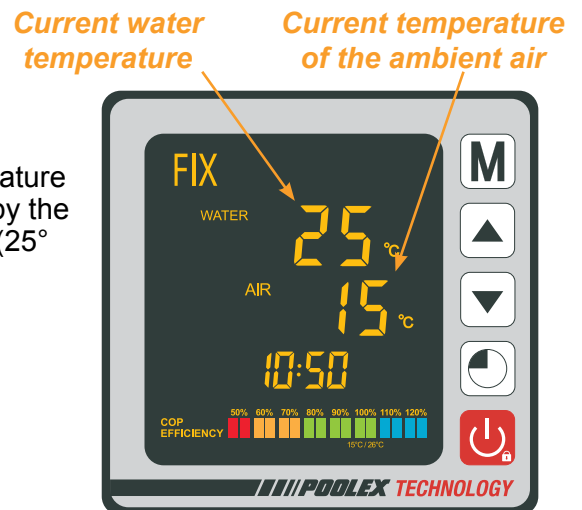 Current water
temperature
Current temperature
of the ambient air
ature
by the
(25°
FIX
WATER
25 °C
AIR
15 °C
10:50
50% 60% 70% 80% 90% 100% 110% 120%
COP
EFFICIENCY
15°C / 26°C
M
POOLEX TECHNOLOGY